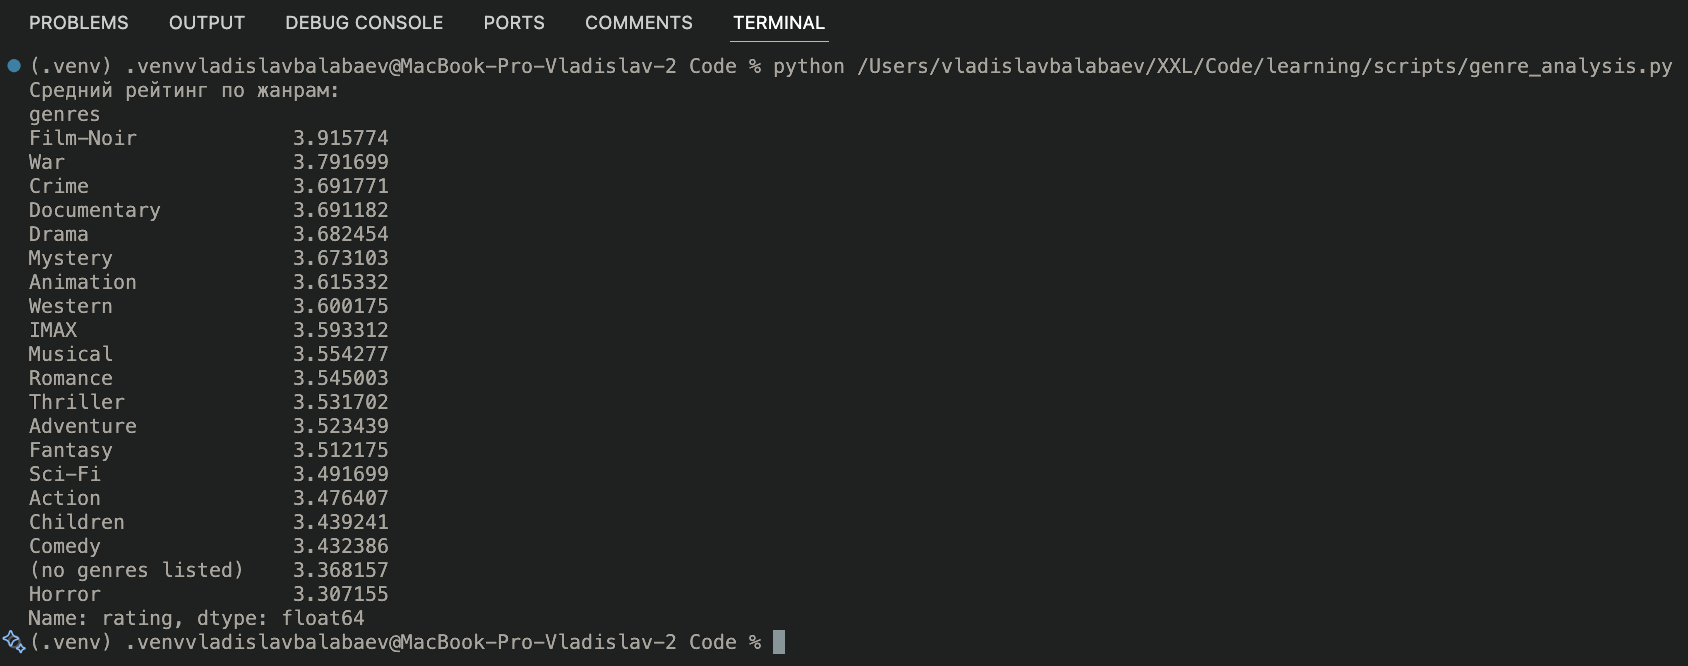 PROBLEMS OUTPUT DEBUG CONSOLE PORTS COMMENTS TERMINAL
(.venv) .venvvladislavbalabaev@MacBook-Pro-Vladislav-2 Code % python /Users/vladislavbalabaev/XXL/Code/learning/scripts/genre_analysis.py
Средний рейтинг по жанрам:
genres
Film-Noir 3.915774
War 3.791699
Crime 3.691771
Documentary 3.691182
Drama 3.682454
Mystery 3.673103
Animation 3.615332
Western 3.600175
IMAX 3.593312
Musical 3.554277
Romance 3.545003
Thriller 3.531702
Adventure 3.523439
Fantasy 3.512175
Sci-Fi 3.491699
Action 3.476407
Children 3.439241
Comedy 3.432386
(no genres listed) 3.368157
Horror 3.307155
Name: rating, dtype: float64
(.venv) .venvvladislavbalabaev@MacBook-Pro-Vladislav-2 Code %